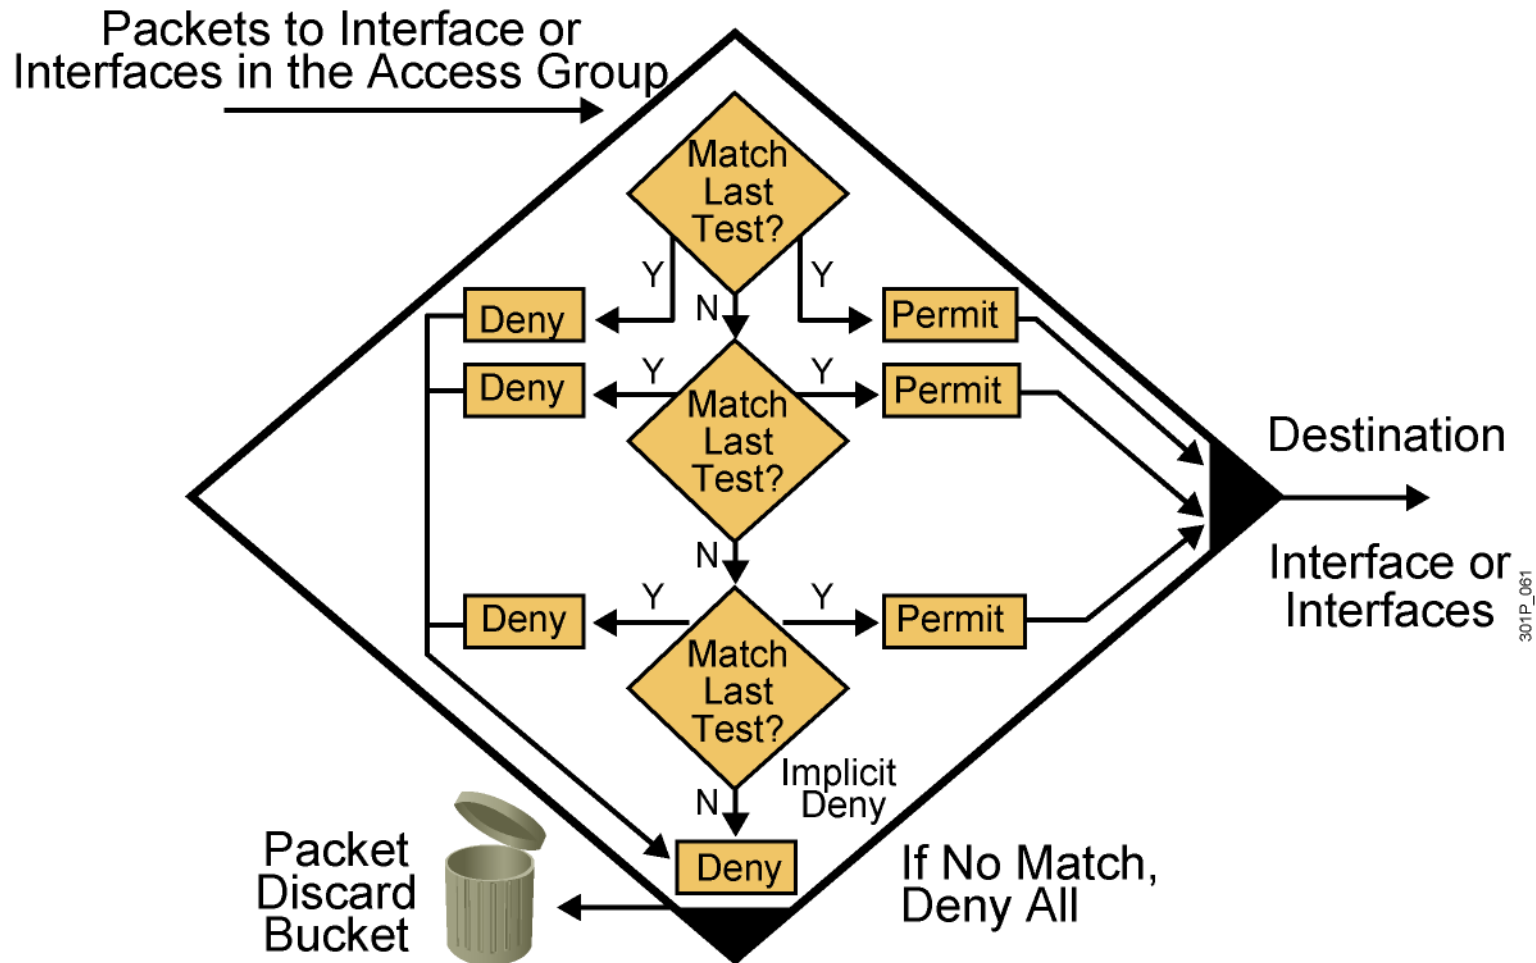 Packets to Interface or
Interfaces in the Access Group
Match
Last
Test?
Y
Y
N
Deny
Permit
Y
Y
Deny
Permit
Match
Last
Test?
N
Y
Y
Deny
Permit
Match
Last
Test?
Implicit
Deny
N
Deny
Destination
Interface or
Interfaces
301P_061
Packet
Discard
Bucket
If No Match,
Deny All